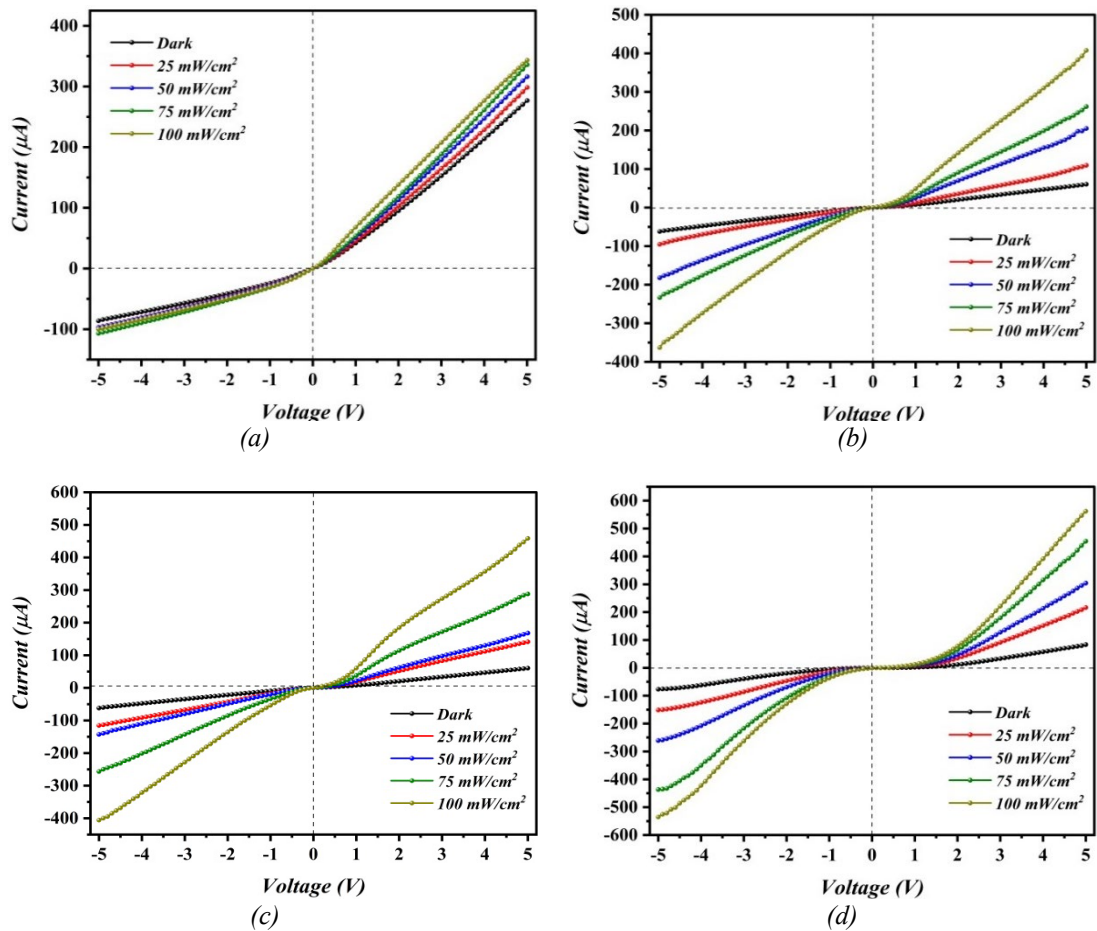 400
300
200
100
0
-100
Current (μA)
Dark
25 mW/cm²
50 mW/cm²
75 mW/cm²
100 mW/cm²
-5 -4 -3 -2 -1 0 1 2 3 4 5
Voltage (V)
(a)
500
400
300
200
100
0
-100
-200
-300
-400
Current (μA)
Dark
25 mW/cm²
50 mW/cm²
75 mW/cm²
100 mW/cm²
-5 -4 -3 -2 -1 0 1 2 3 4 5
Voltage (V)
(b)
600
500
400
300
200
100
0
-100
-200
-300
-400
Current (μA)
Dark
25 mW/cm²
50 mW/cm²
75 mW/cm²
100 mW/cm²
-5 -4 -3 -2 -1 0 1 2 3 4 5
Voltage (V)
(c)
600
500
400
300
200
100
0
-100
-200
-300
-400
-500
-600
Current (μA)
Dark
25 mW/cm²
50 mW/cm²
75 mW/cm²
100 mW/cm²
-5 -4 -3 -2 -1 0 1 2 3 4 5
Voltage (V)
(d)